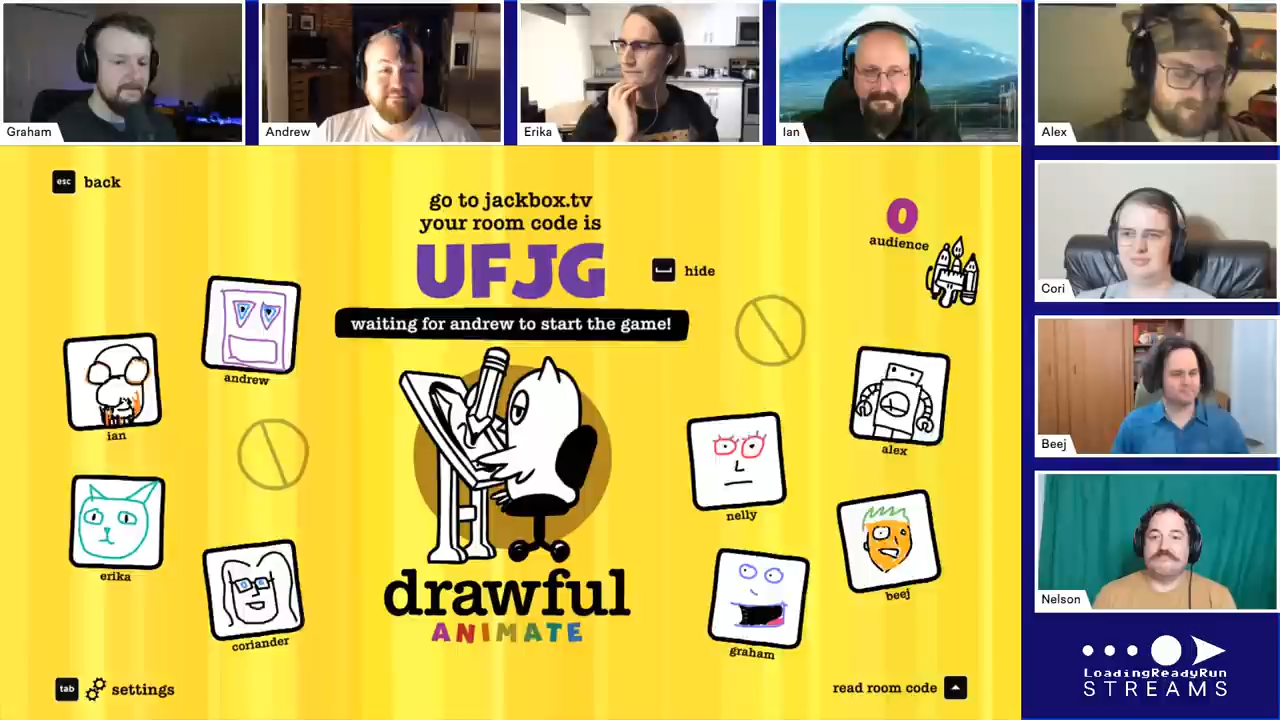 Graham
Andrew
Erika
Ian
Alex
Cori
Beej
Nelson
esc back
go to jackbox.tv
your room code is
UFJG
hide
0
audience
waiting for andrew to start the game!
andrew
ian
erika
coriander
nelly
alex
beej
graham
drawful
ANIMATE
tab settings
read room code
LoadingReadyRun
STREAMS